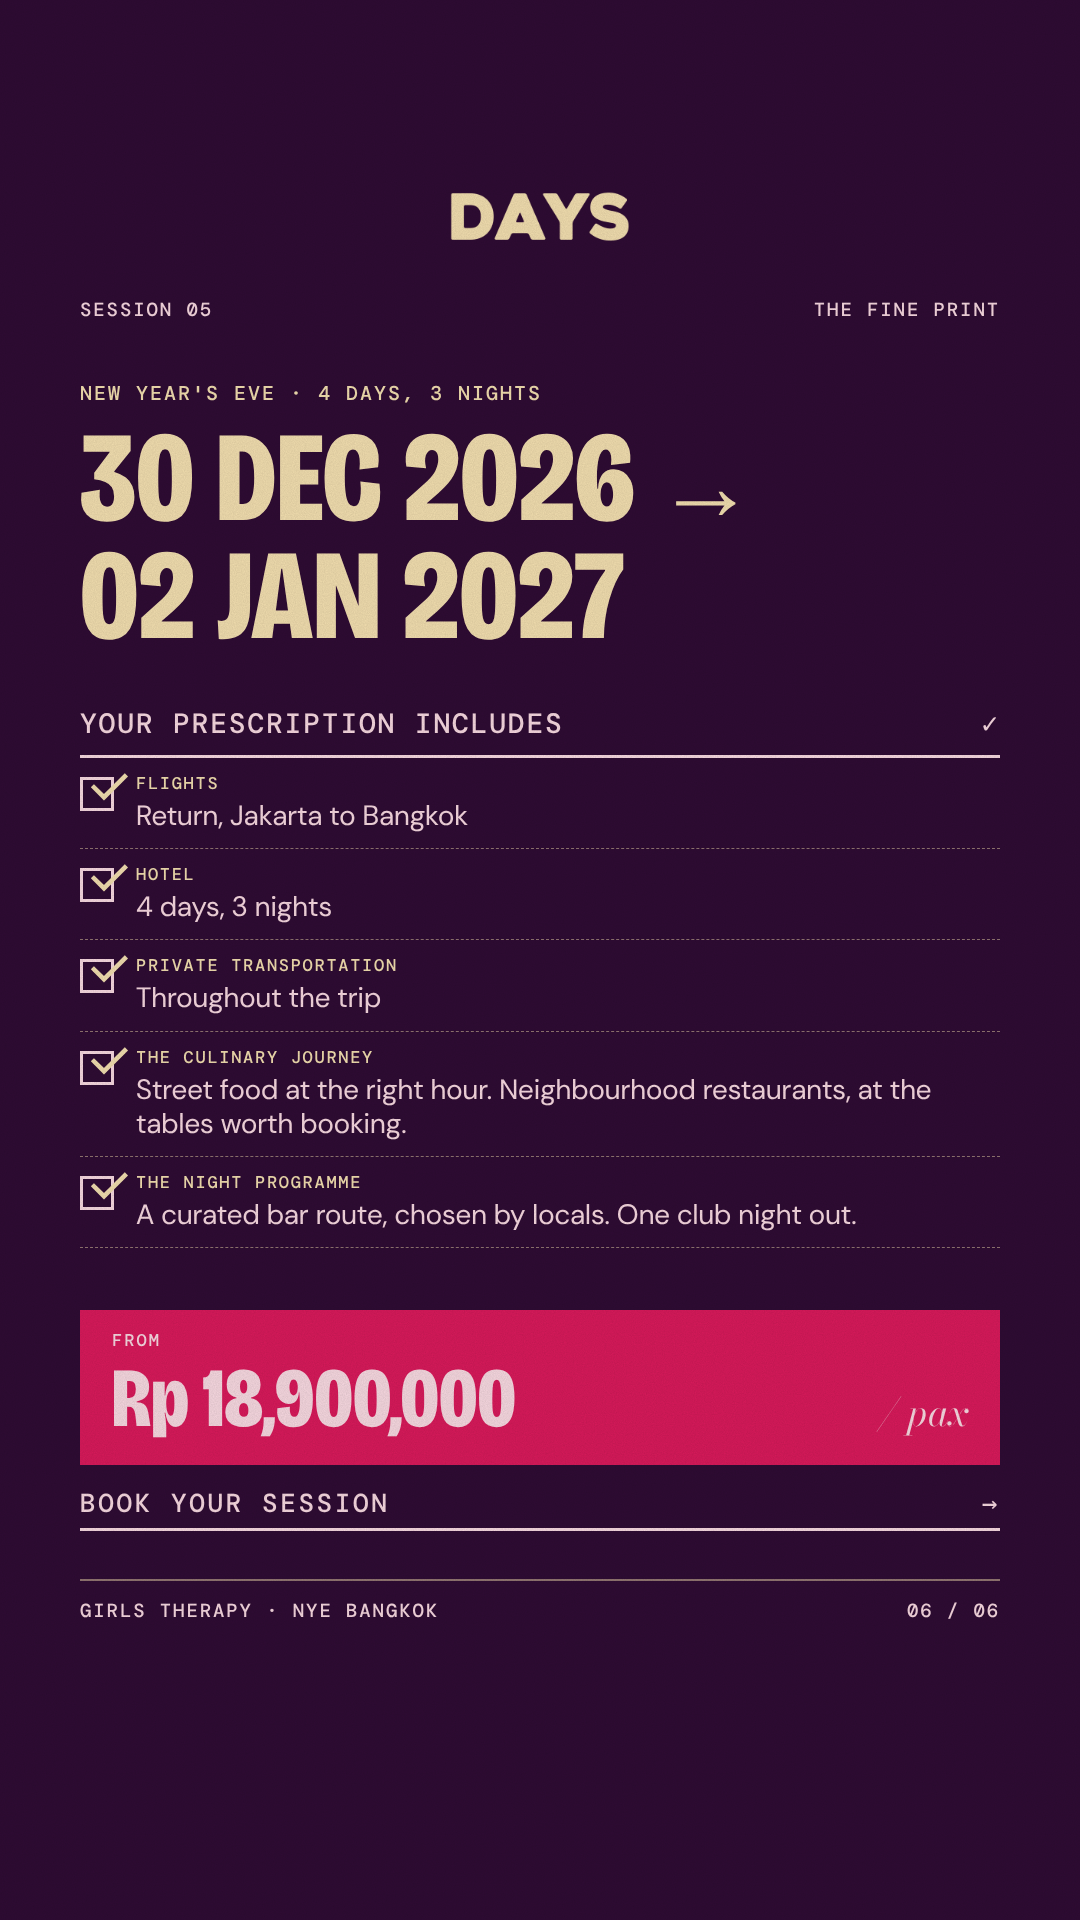 DAYS
SESSION 05
THE FINE PRINT
NEW YEAR'S EVE · 4 DAYS, 3 NIGHTS
30 DEC 2026 →
02 JAN 2027
YOUR PRESCRIPTION INCLUDES ✓
FLIGHTS
Return, Jakarta to Bangkok
HOTEL
4 days, 3 nights
PRIVATE TRANSPORTATION
Throughout the trip
THE CULINARY JOURNEY
Street food at the right hour. Neighbourhood restaurants, at the
tables worth booking.
THE NIGHT PROGRAMME
A curated bar route, chosen by locals. One club night out.
FROM
Rp 18,900,000 / pax
BOOK YOUR SESSION →
GIRLS THERAPY · NYE BANGKOK
06 / 06